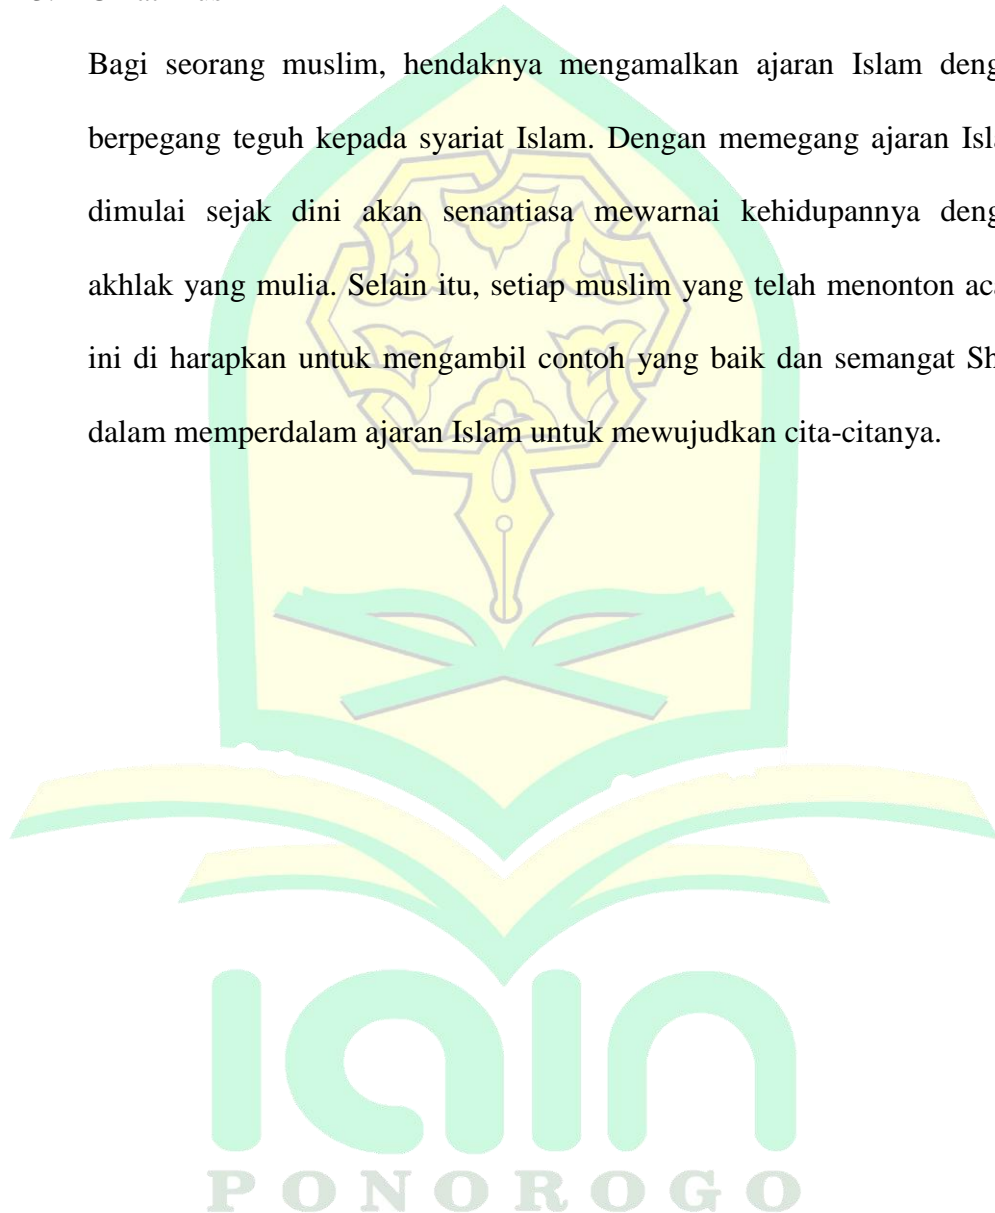 Bagi seorang muslim, hendaknya mengamalkan ajaran Islam deng
berpegang teguh kepada syariat Islam. Dengan memegang ajaran Isla
dimulai sejak dini akan senantiasa mewarnai kehidupannya deng
akhlak yang mulia. Selain itu, setiap muslim yang telah menonton aca
ini di harapkan untuk mengambil contoh yang baik dan semangat Sh
dalam memperdalam ajaran Islam untuk mewujudkan cita-citanya.
iain
PONOROGO